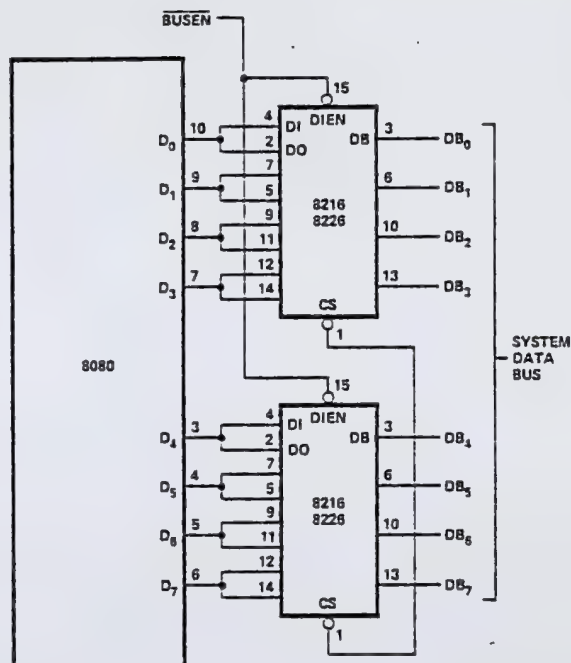 BUSEN
15
DIEN
D0 10 4 DI DB 3 DB0
2 DO
D1 9 7 6 DB1
5
8216
8226
D2 8 9 10 DB2
11
D3 7 12 13 DB3
14
CS
1
8080
SYSTEM
DATA
BUS
15
DIEN
D4 3 4 DI DB 3 DB4
2 DO
D5 4 7 6 DB5
5
8216
8226
D6 5 9 10 DB6
11
D7 6 12 13 DB7
14
CS
1